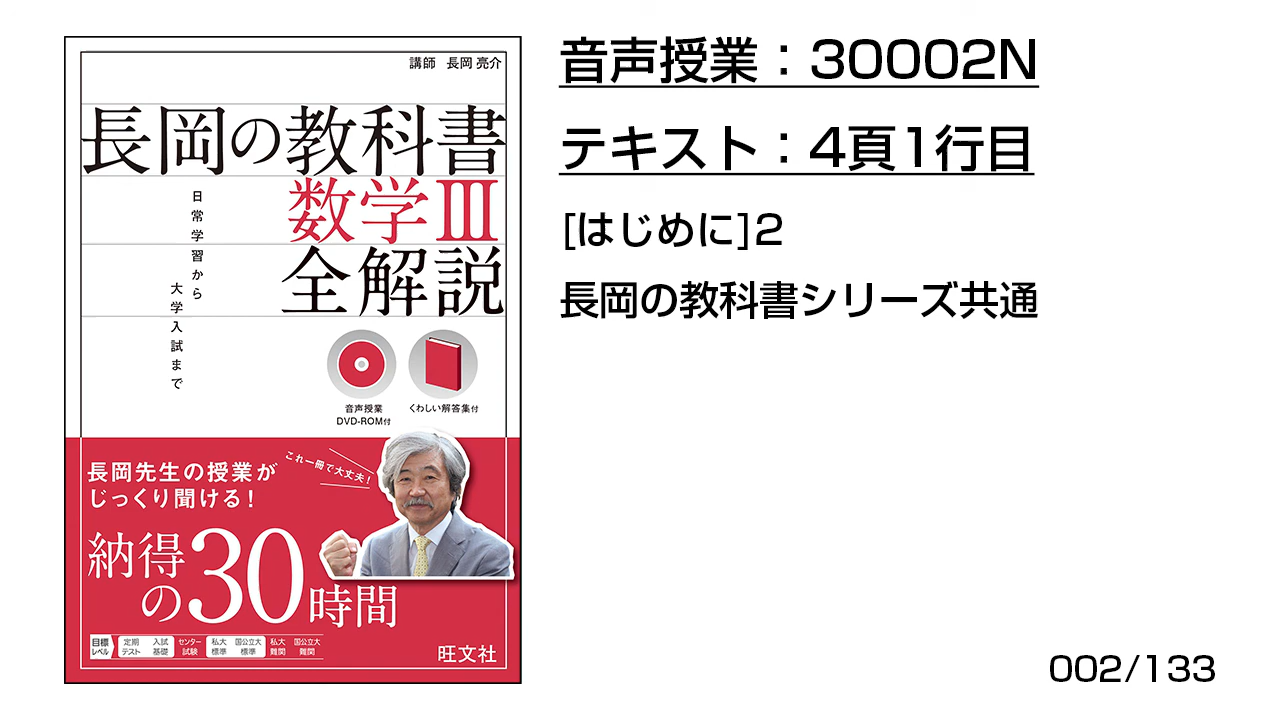 講師 長岡 亮介
長岡の教科書
数学Ⅲ
全解説
日常学習から
大学入試まで
音声授業
DVD-ROM付
くわしい解答集付
これ一冊で大丈夫！
長岡先生の授業が
じっくり聞ける！
納得
の30時間
目標
レベル
定期
テスト
入試
基礎
センター
試験
私大
標準
国公立大
標準
私大
難関
国公立大
難関
旺文社
音声授業：30002N
テキスト：4頁1行目
[はじめに]2
長岡の教科書シリーズ共通
002/133